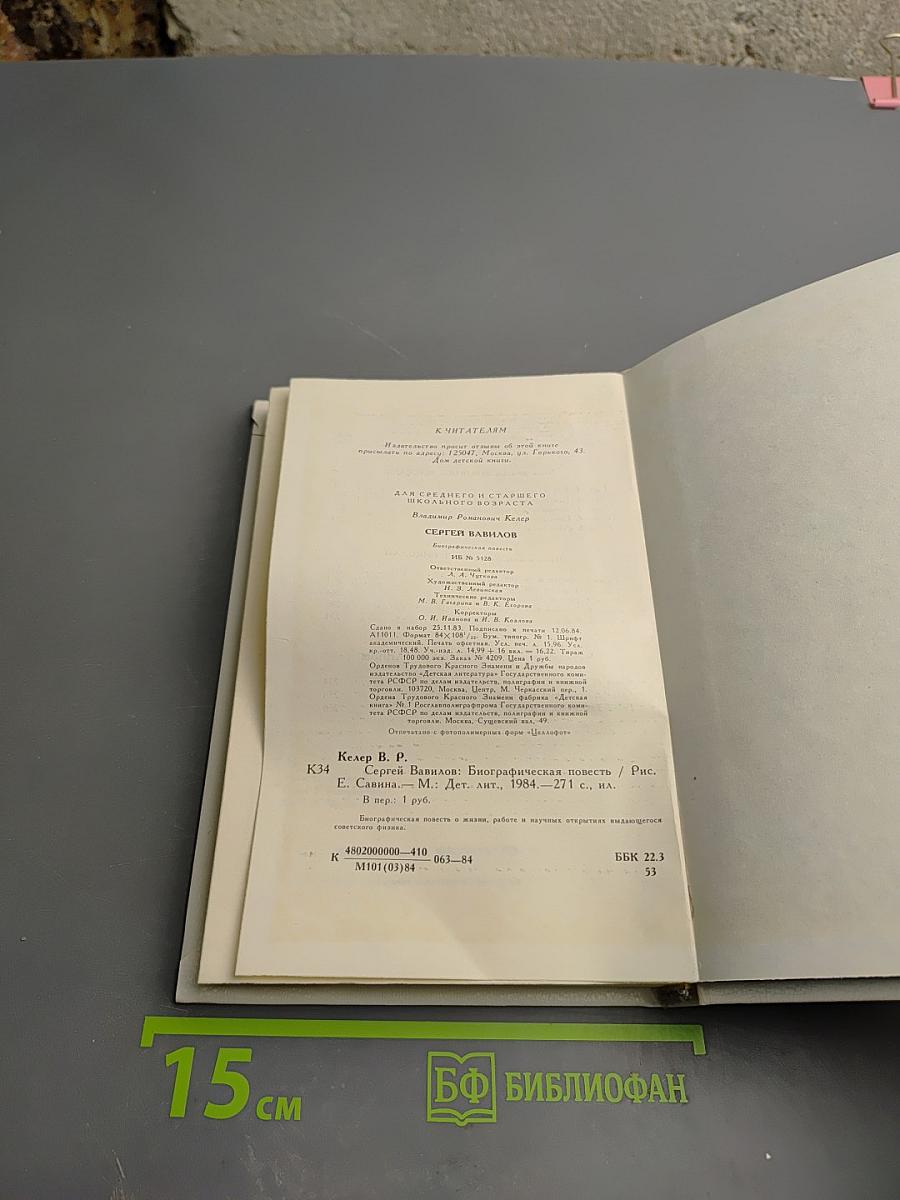 К ЧИТАТЕЛЯМ
Издательство просит отзывы об этой книге
присылать по адресу: 125047, Москва, ул. Горького, 43.
Дом детской книги.
ДЛЯ СРЕДНЕГО И СТАРШЕГО
ШКОЛЬНОГО ВОЗРАСТА
Владимир Романович Келер
СЕРГЕЙ ВАВИЛОВ
Биографическая повесть
ИБ № 5128
Ответственный редактор
Л. А. Чуткова
Художественный редактор
Н. З. Левинская
Технические редакторы
М. В. Гагарина и В. К. Егорова
Корректоры
О. И. Иванова и И. В. Козлова
Сдано в набор 25.11.83. Подписано к печати 12.06.84.
А11011. Формат 84×108¹/₃₂. Бум. типогр. № 1. Шрифт
академический. Печать офсетная. Усл. печ. л. 15,96. Усл.
кр.-отт. 18,48. Уч.-изд. л. 14,99 + 16 вкл. = 16,22. Тираж
100 000 экз. Заказ № 4209. Цена 1 руб.
Орденов Трудового Красного Знамени и Дружбы народов
издательство «Детская литература» Государственного коми-
тета РСФСР по делам издательств, полиграфии и книжной
торговли. 103720, Москва, Центр, М. Черкасский пер., 1.
Ордена Трудового Красного Знамени фабрика «Детская
книга» № 1 Росглавполиграфпрома Государственного коми-
тета РСФСР по делам издательств, полиграфии и книжной
торговли. Москва, Сущевский вал, 49.
Отпечатано с фотополимерных форм «Целлофот»
Келер В. Р.
К34 Сергей Вавилов: Биографическая повесть / Рис.
Е. Савина.— М.: Дет. лит., 1984.—271 с., ил.
В пер.: 1 руб.
Биографическая повесть о жизни, работе и научных открытиях выдающегося
советского физика.
К 4802000000—410 063—84 ББК 22.3
М101(03)84 53
15 см БФ БИБЛИОФАН